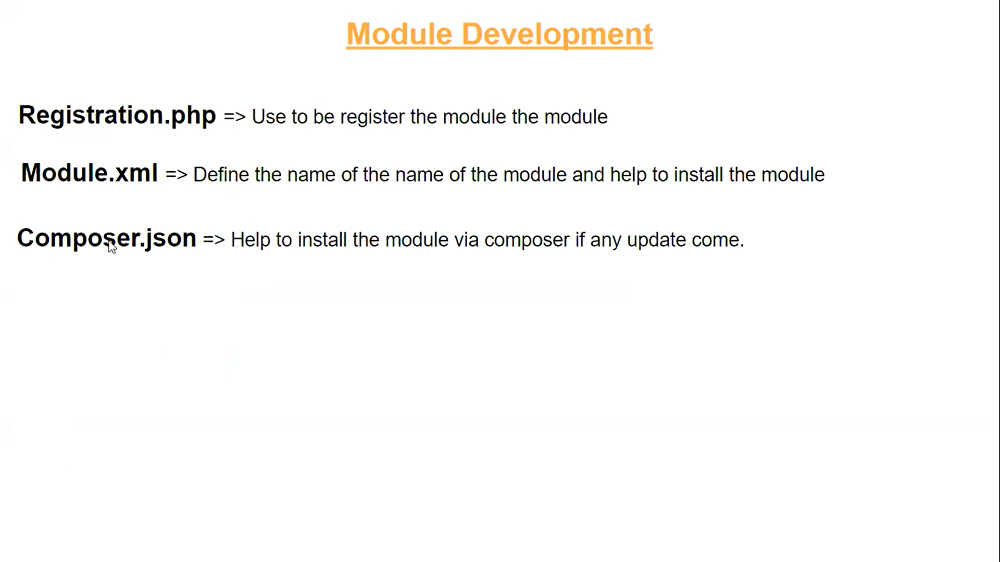 Module Development
Registration.php => Use to be register the module the module
Module.xml => Define the name of the name of the module and help to install the module
Composer.json => Help to install the module via composer if any update come.